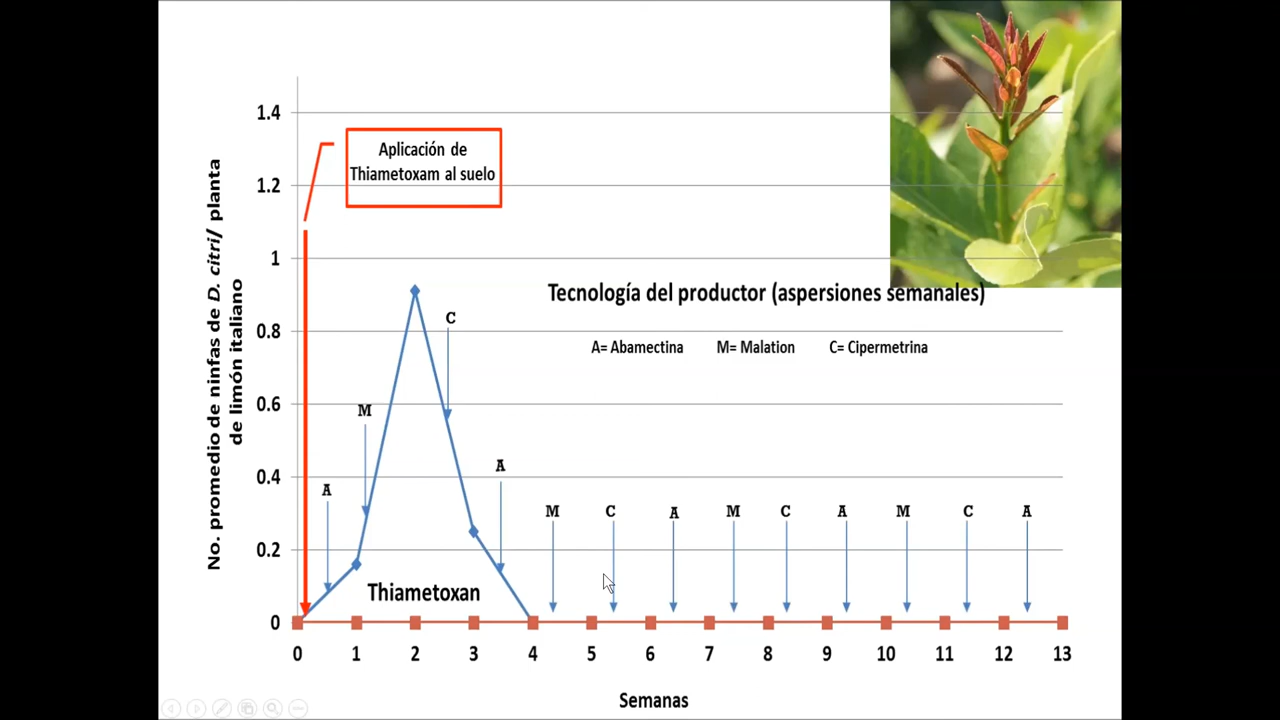 1.4
1.2
1
0.8
0.6
0.4
0.2
0
No. promedio de ninfas de D. citri/ planta
de limón italiano
Aplicación de
Thiametoxam al suelo
Tecnología del productor (aspersiones semanales)
A= Abamectina M= Malation C= Cipermetrina
A M C A M C A M C A M C A
Thiametoxan
0 1 2 3 4 5 6 7 8 9 10 11 12 13
Semanas